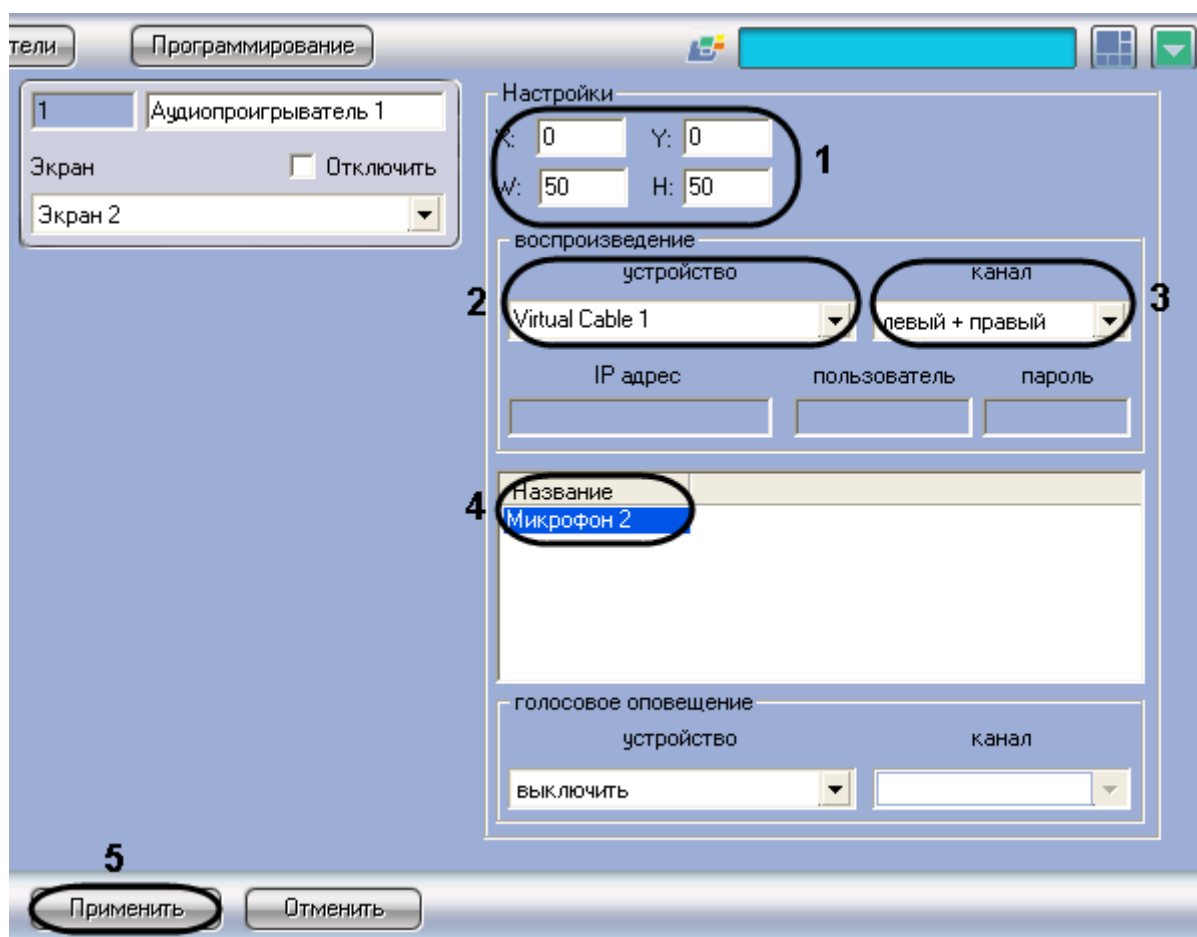 тели Программирование
1 Аудиопроигрыватель 1
Экран Отключить
Экран 2
Настройки
X: 0 Y: 0 1
W: 50 H: 50
воспроизведение
устройство канал
2 Virtual Cable 1 левый + правый 3
IP адрес пользователь пароль
Название
4 Микрофон 2
голосовое оповещение
устройство канал
выключить
5
Применить Отменить